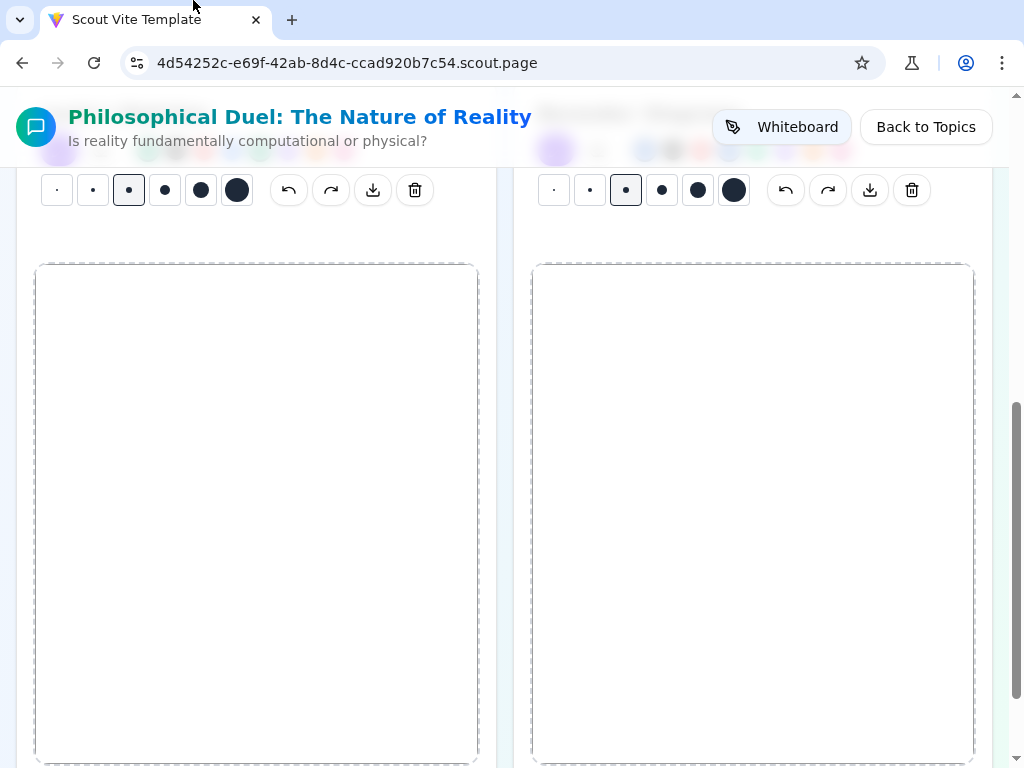 Scout Vite Template
4d54252c-e69f-42ab-8d4c-ccad920b7c54.scout.page
Philosophical Duel: The Nature of Reality
Is reality fundamentally computational or physical?
Whiteboard
Back to Topics